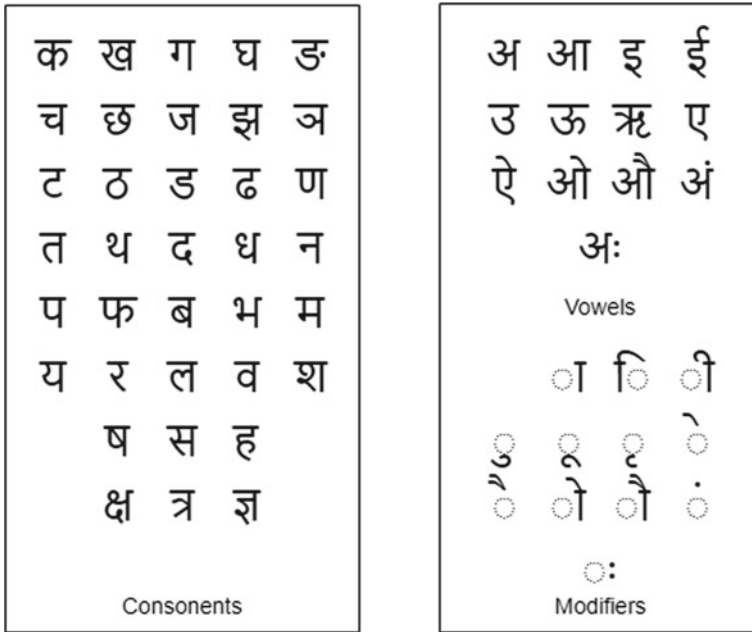 क ख ग घ ङ
च छ ज झ ञ
ट ठ ड ढ ण
त थ द ध न
प फ ब भ म
य र ल व श
ष स ह
क्ष त्र ज्ञ
Consonents
अ आ इ ई
उ ऊ ऋ ए
ऐ ओ औ अं
अः
Vowels
◌ा ◌ि ◌ी
◌ु ◌ू ◌ृ ◌े
◌ै ◌ो ◌ौ ◌ं
◌ः
Modifiers